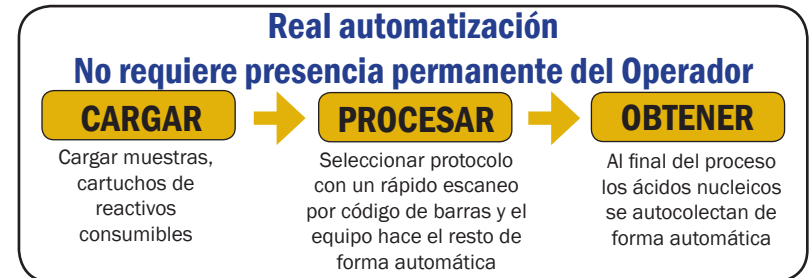 Real automatización
No requiere presencia permanente del Operador
CARGAR
Cargar muestras,
cartuchos de
reactivos
consumibles
PROCESAR
Seleccionar protocolo
con un rápido escaneo
por código de barras y el
equipo hace el resto de
forma automática
OBTENER
Al final del proceso
los ácidos nucleicos
se autocolectan de
forma automática